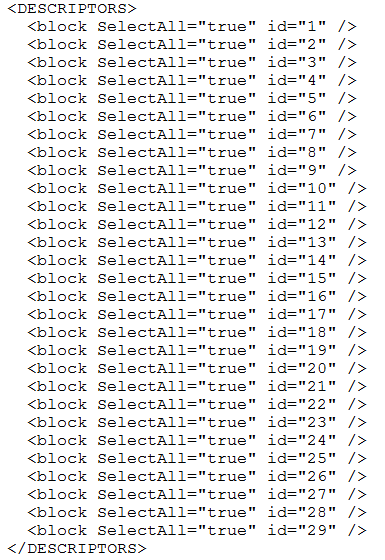 <DESCRIPTORS>
  <block SelectAll="true" id="1" />
  <block SelectAll="true" id="2" />
  <block SelectAll="true" id="3" />
  <block SelectAll="true" id="4" />
  <block SelectAll="true" id="5" />
  <block SelectAll="true" id="6" />
  <block SelectAll="true" id="7" />
  <block SelectAll="true" id="8" />
  <block SelectAll="true" id="9" />
  <block SelectAll="true" id="10" />
  <block SelectAll="true" id="11" />
  <block SelectAll="true" id="12" />
  <block SelectAll="true" id="13" />
  <block SelectAll="true" id="14" />
  <block SelectAll="true" id="15" />
  <block SelectAll="true" id="16" />
  <block SelectAll="true" id="17" />
  <block SelectAll="true" id="18" />
  <block SelectAll="true" id="19" />
  <block SelectAll="true" id="20" />
  <block SelectAll="true" id="21" />
  <block SelectAll="true" id="22" />
  <block SelectAll="true" id="23" />
  <block SelectAll="true" id="24" />
  <block SelectAll="true" id="25" />
  <block SelectAll="true" id="26" />
  <block SelectAll="true" id="27" />
  <block SelectAll="true" id="28" />
  <block SelectAll="true" id="29" />
</DESCRIPTORS>